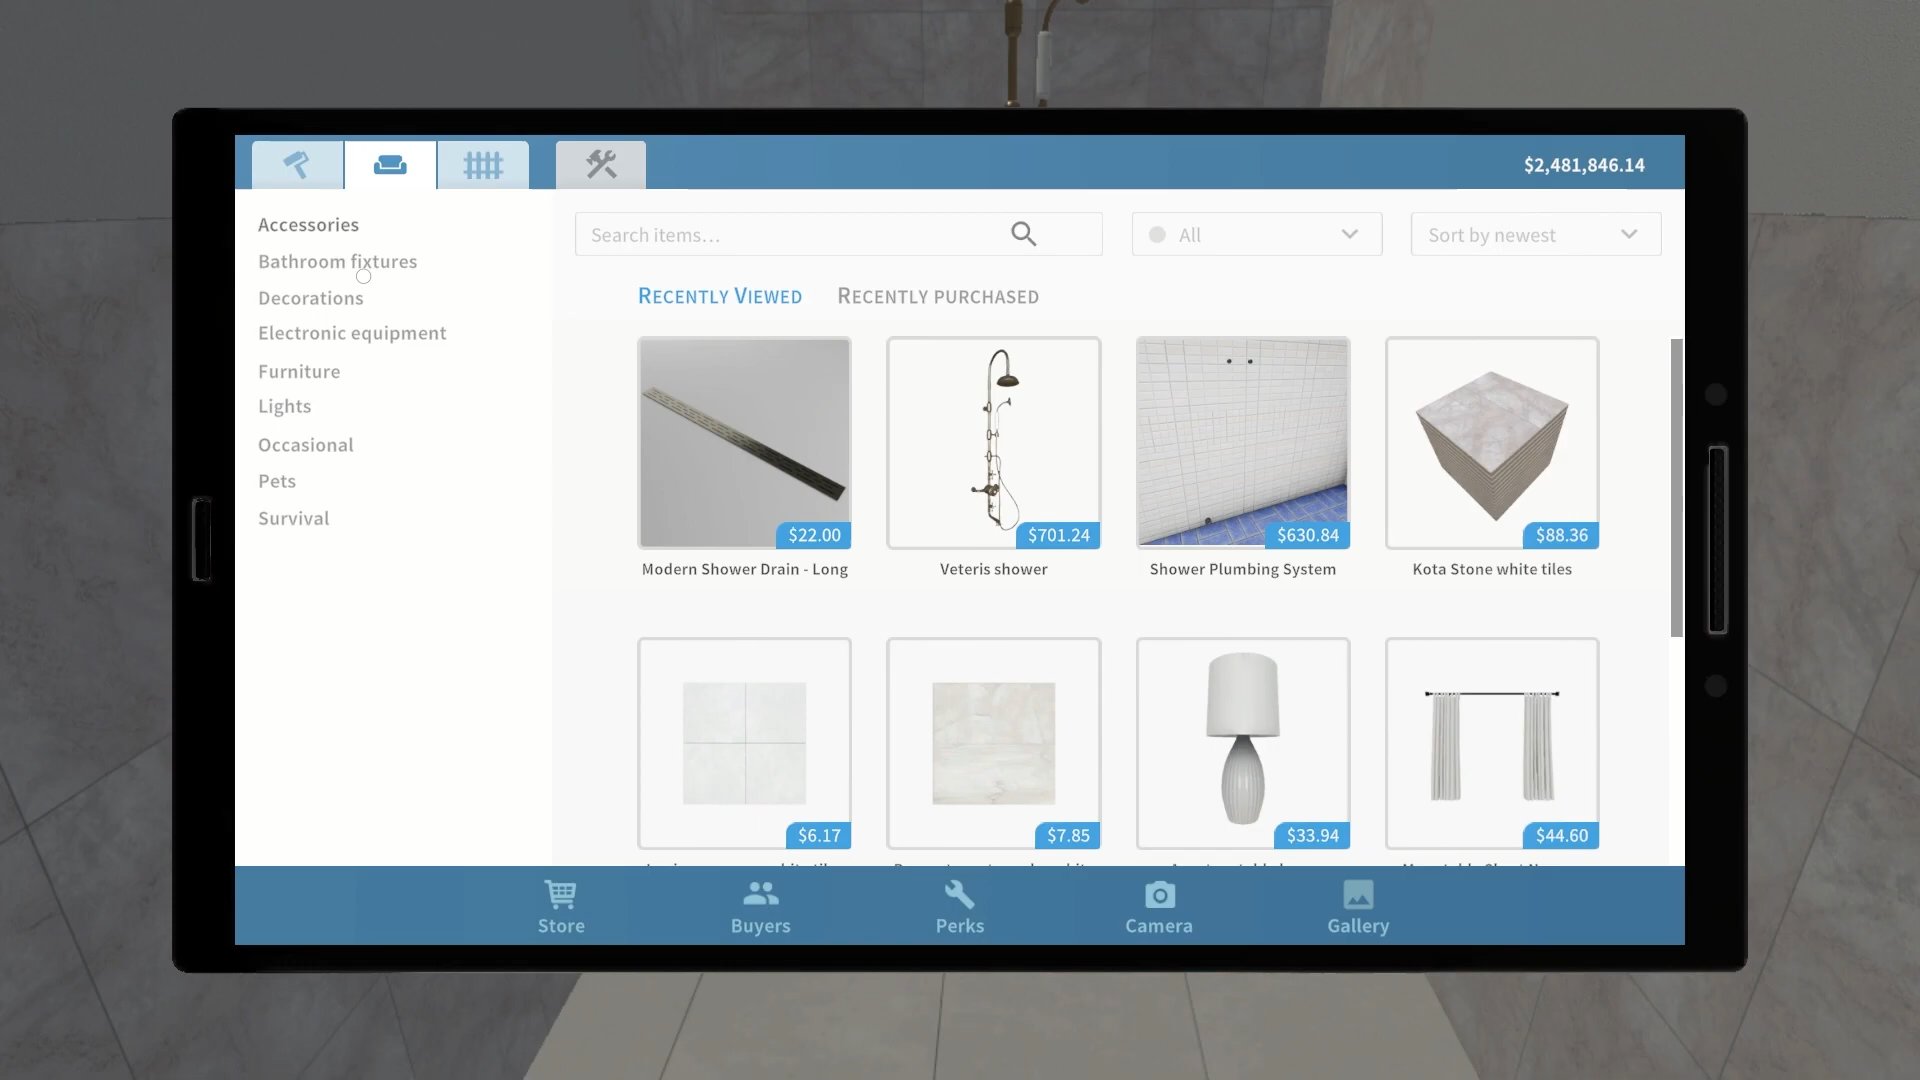 $2,481,846.14
Accessories
Bathroom fixtures
Decorations
Electronic equipment
Furniture
Lights
Occasional
Pets
Survival
Search items...
All
Sort by newest
RECENTLY VIEWED
RECENTLY PURCHASED
$22.00
$701.24
$630.84
$88.36
Modern Shower Drain - Long
Veteris shower
Shower Plumbing System
Kota Stone white tiles
$6.17
$7.85
$33.94
$44.60
Store
Buyers
Perks
Camera
Gallery